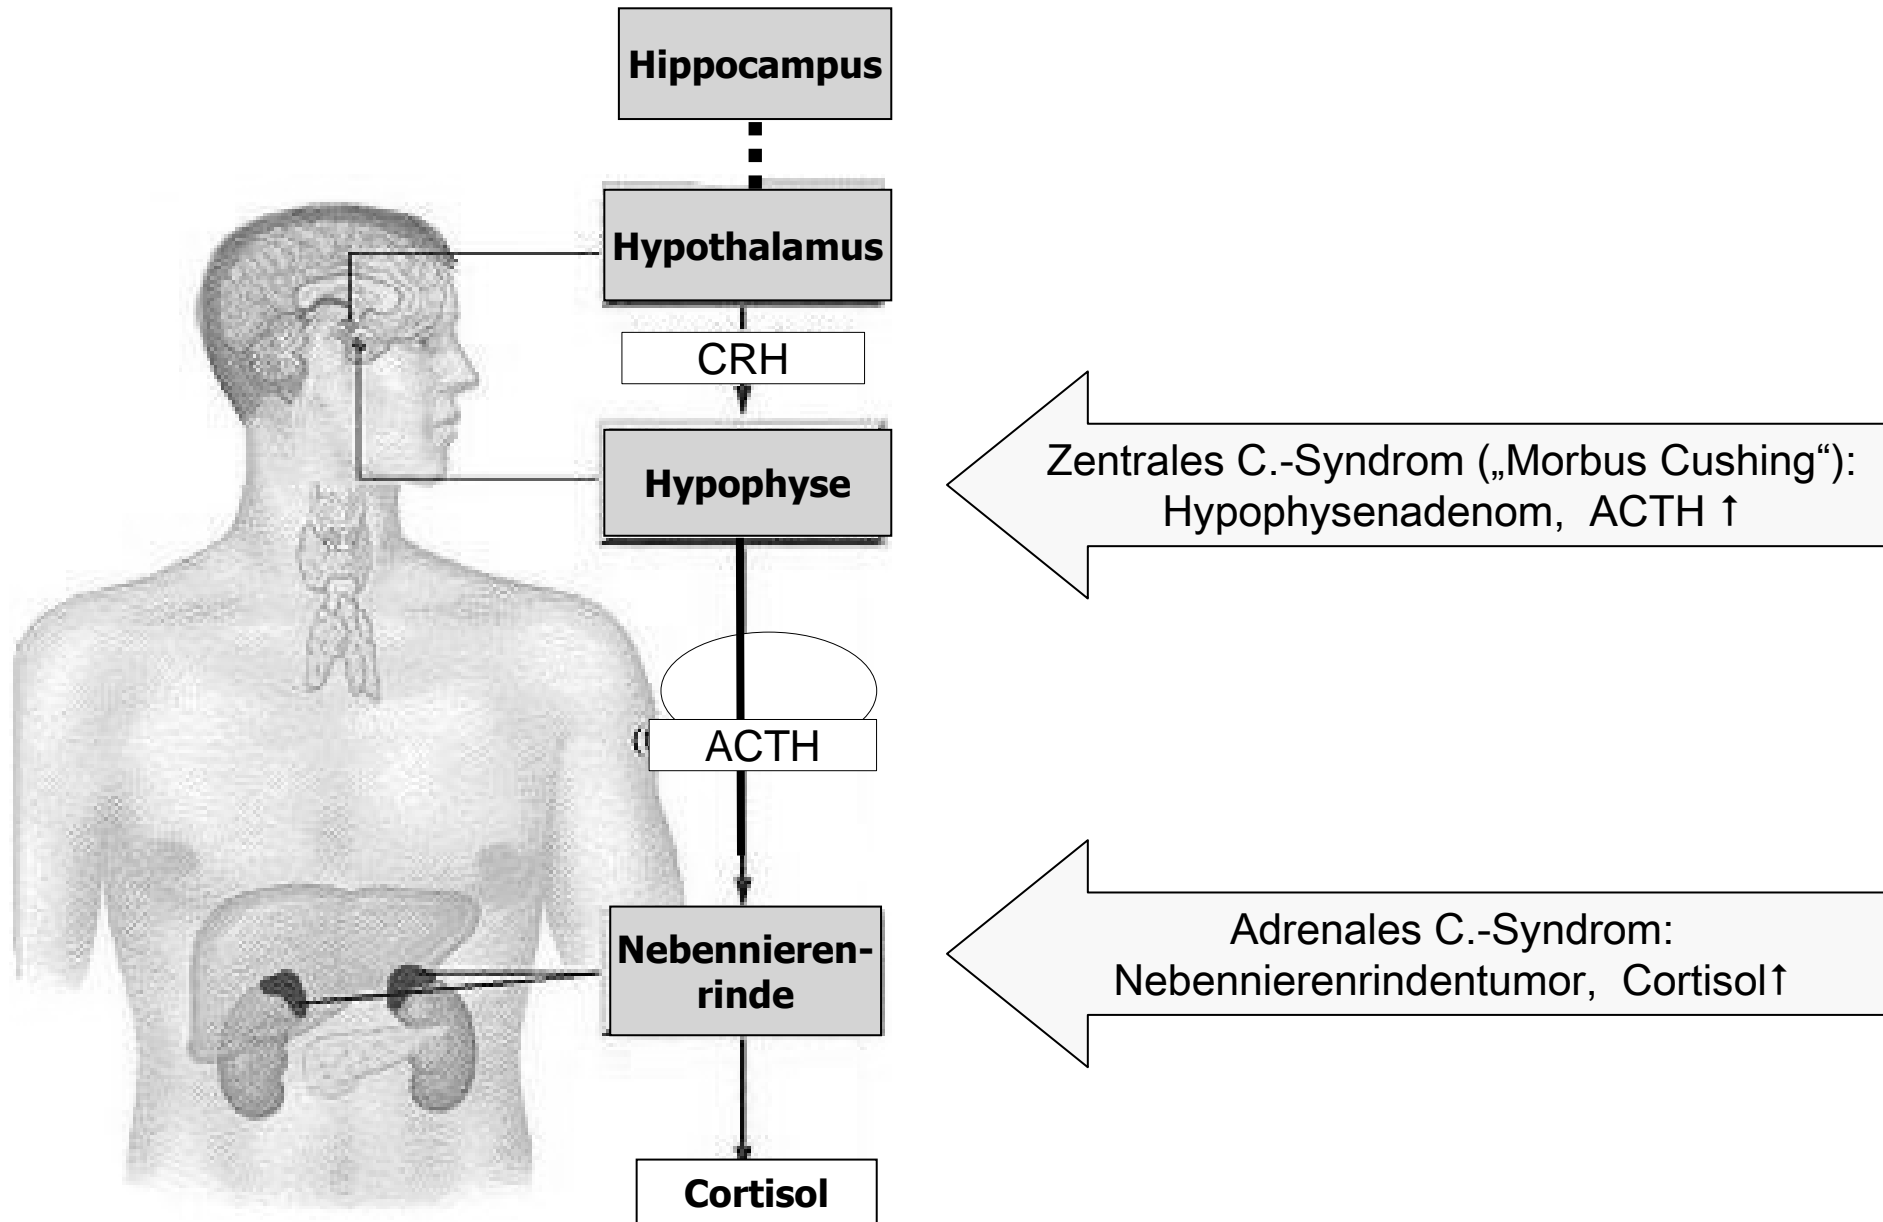 Hippocampus
Hypothalamus
CRH
Hypophyse
Zentrales C.-Syndrom („Morbus Cushing“):
Hypophysenadenom, ACTH ↑
ACTH
Nebennieren-
rinde
Adrenales C.-Syndrom:
Nebennierenrindentumor, Cortisol↑
Cortisol